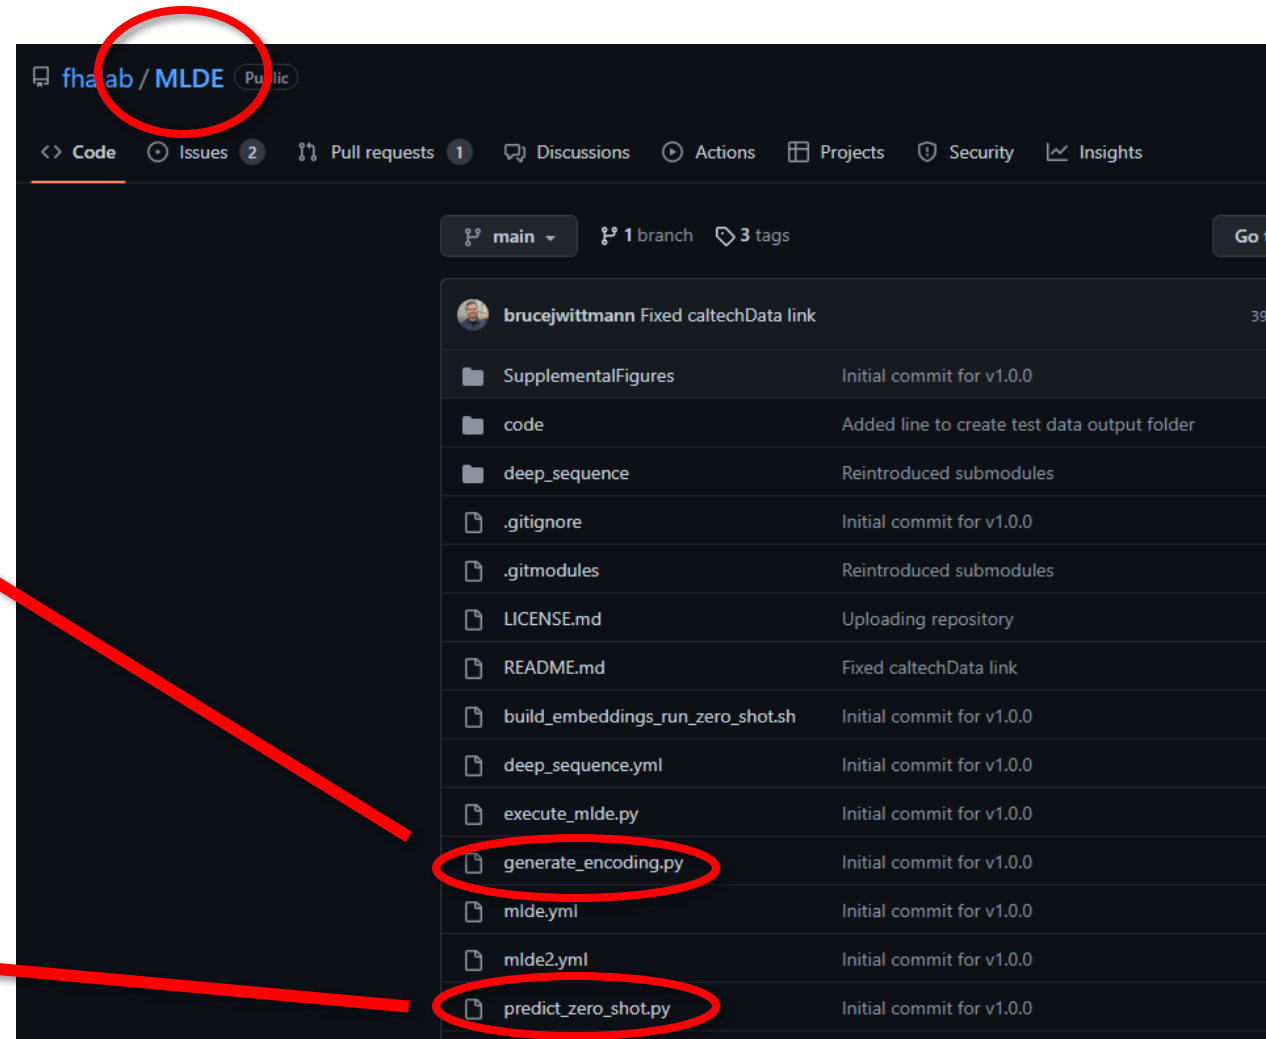 fhalab / MLDE Public
Code Issues 2 Pull requests 1 Discussions Actions Projects Security Insights
main 1 branch 3 tags Go
brucejwittmann Fixed caltechData link 39
SupplementalFigures Initial commit for v1.0.0
code Added line to create test data output folder
deep_sequence Reintroduced submodules
.gitignore Initial commit for v1.0.0
.gitmodules Reintroduced submodules
LICENSE.md Uploading repository
README.md Fixed caltechData link
build_embeddings_run_zero_shot.sh Initial commit for v1.0.0
deep_sequence.yml Initial commit for v1.0.0
execute_mlde.py Initial commit for v1.0.0
generate_encoding.py Initial commit for v1.0.0
mlde.yml Initial commit for v1.0.0
mlde2.yml Initial commit for v1.0.0
predict_zero_shot.py Initial commit for v1.0.0